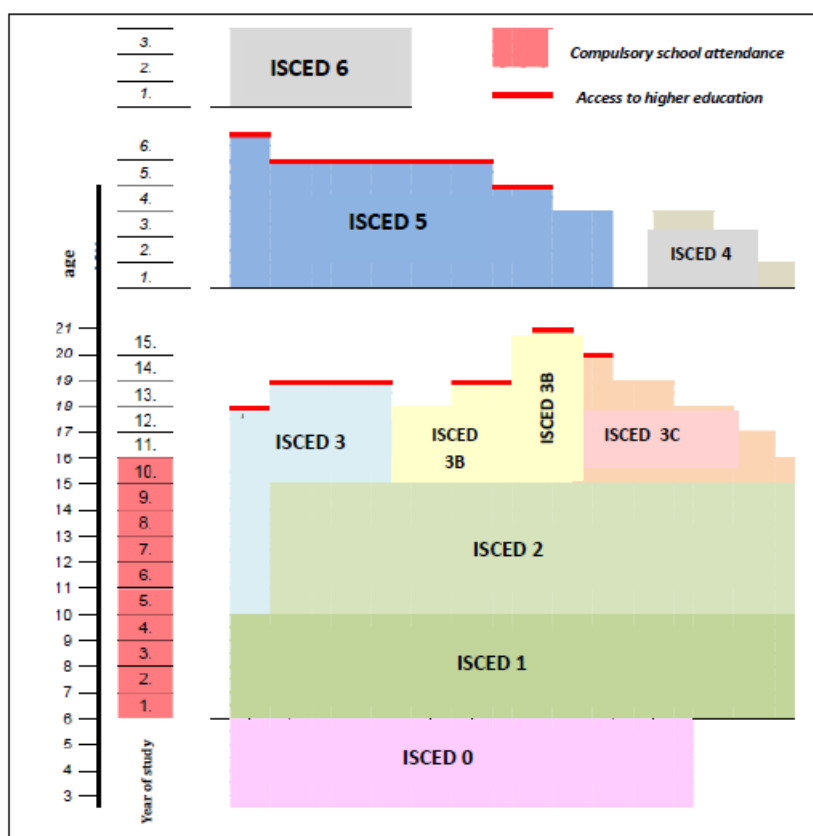 3.
2.
1.
ISCED 6
Compulsory school attendance
Access to higher education
6.
5.
4.
3.
2.
1.
ISCED 5
ISCED 4
age
21
20
19
18
17
16
15
14
13
12
11
10
9
8
7
6
5
4
3
15.
14.
13.
12.
11.
10.
9.
8.
7.
6.
5.
4.
3.
2.
1.
Year of study
ISCED 3
ISCED
3B
ISCED 3B
ISCED 3C
ISCED 2
ISCED 1
ISCED 0